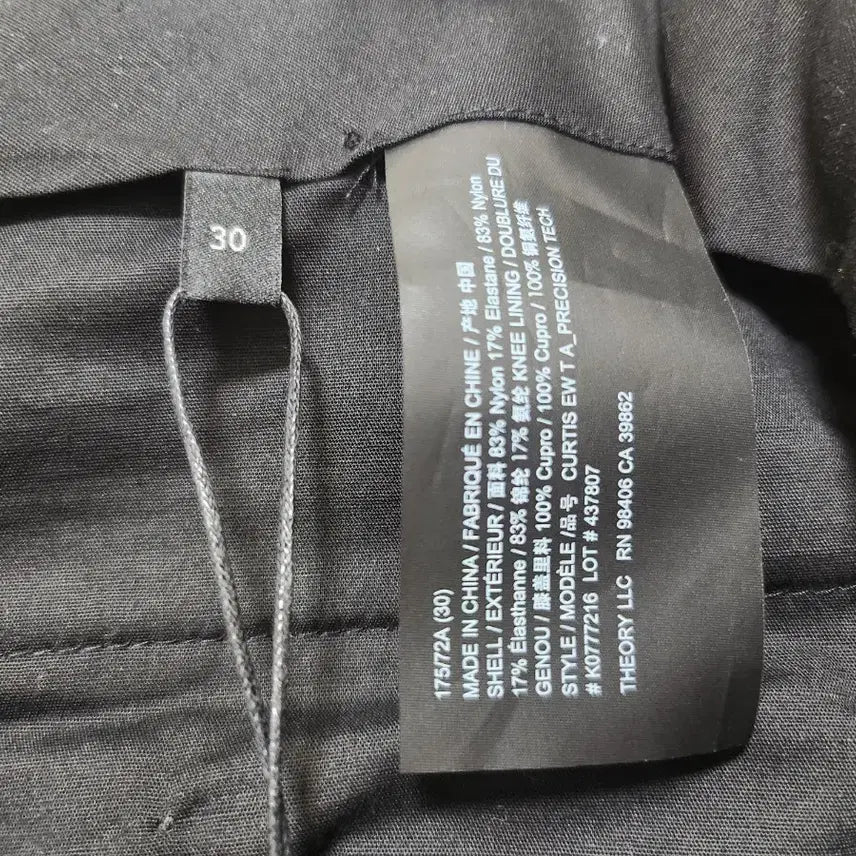 30
175/72A (30)
MADE IN CHINA / FABRIQUÉ EN CHINE / 产地 中国
SHELL / EXTÉRIEUR / 面料 83% Nylon 17% Elastane / 83% Nylon
17% Élasthanne / 83% 锦纶 17% 氨纶 KNEE LINING / DOUBLURE DU
GENOU / 膝盖里料 100% Cupro / 100% Cupro / 100% 铜氨纤维
STYLE / MODÈLE / 品号 CURTIS EW T A_PRECISION TECH
# K0777216 LOT # 437807
THEORY LLC RN 98406 CA 39862